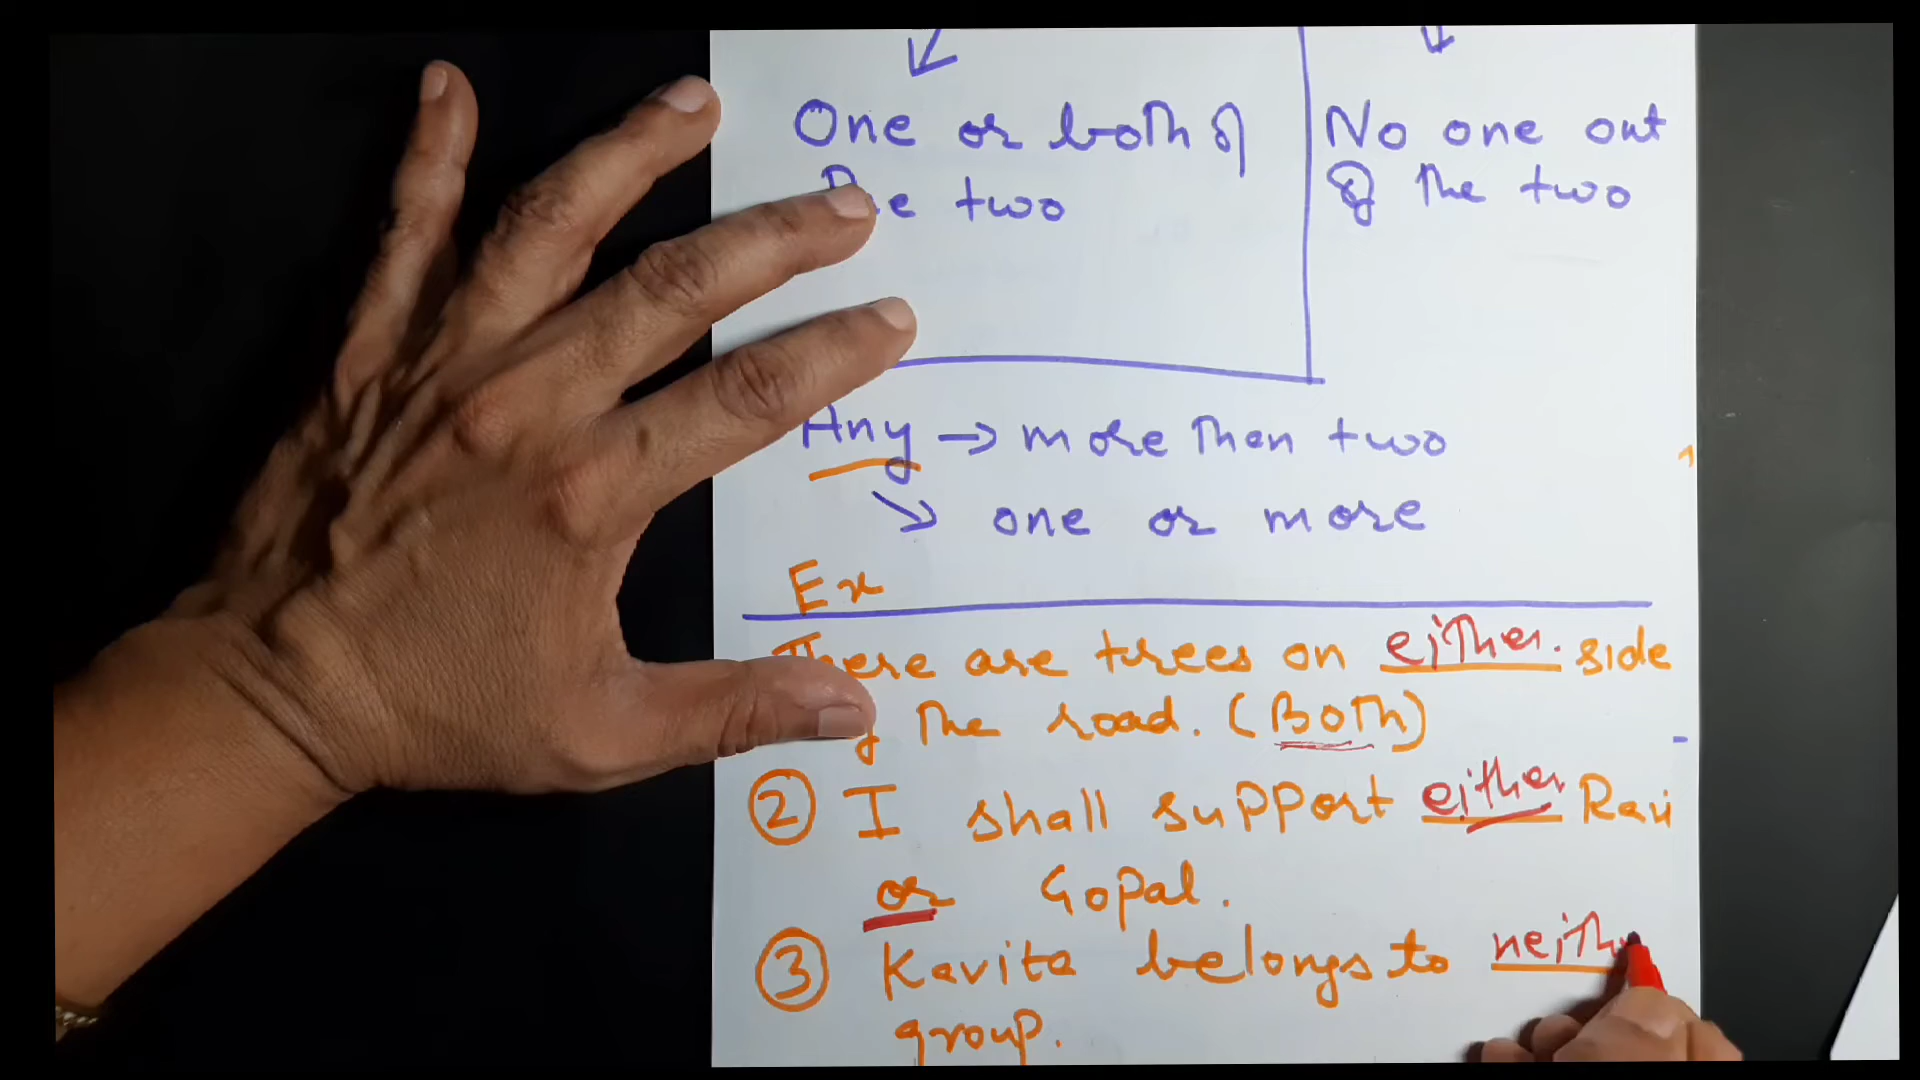 One or both of
No one out
two
of the two
Any → more than two
↘ one or more
Ex
are trees on either. side
the road. (Both)
② I shall support either Ravi
or Gopal.
③ Kavita belongs to
group.